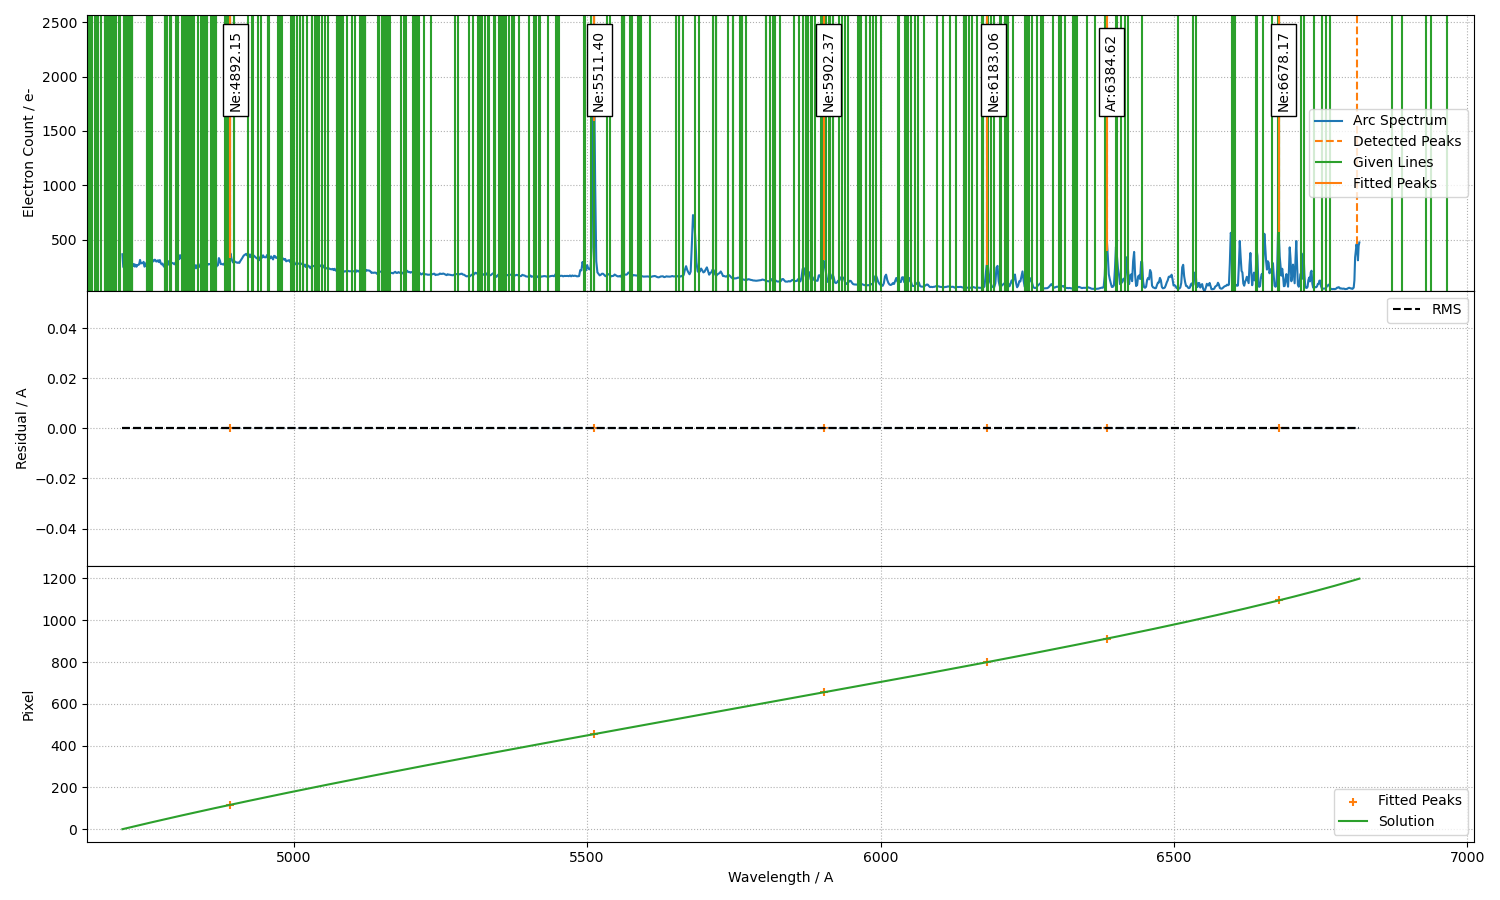 2500
2000
1500
1000
500
Electron Count / e-
Ne:4892.15
Ne:5511.40
Ne:5902.37
Ne:6183.06
Ar:6384.62
Ne:6678.17
Arc Spectrum
Detected Peaks
Given Lines
Fitted Peaks
0.04
0.02
0.00
−0.02
−0.04
Residual / A
RMS
1200
1000
800
600
400
200
0
Pixel
Fitted Peaks
Solution
5000
5500
6000
6500
7000
Wavelength / A